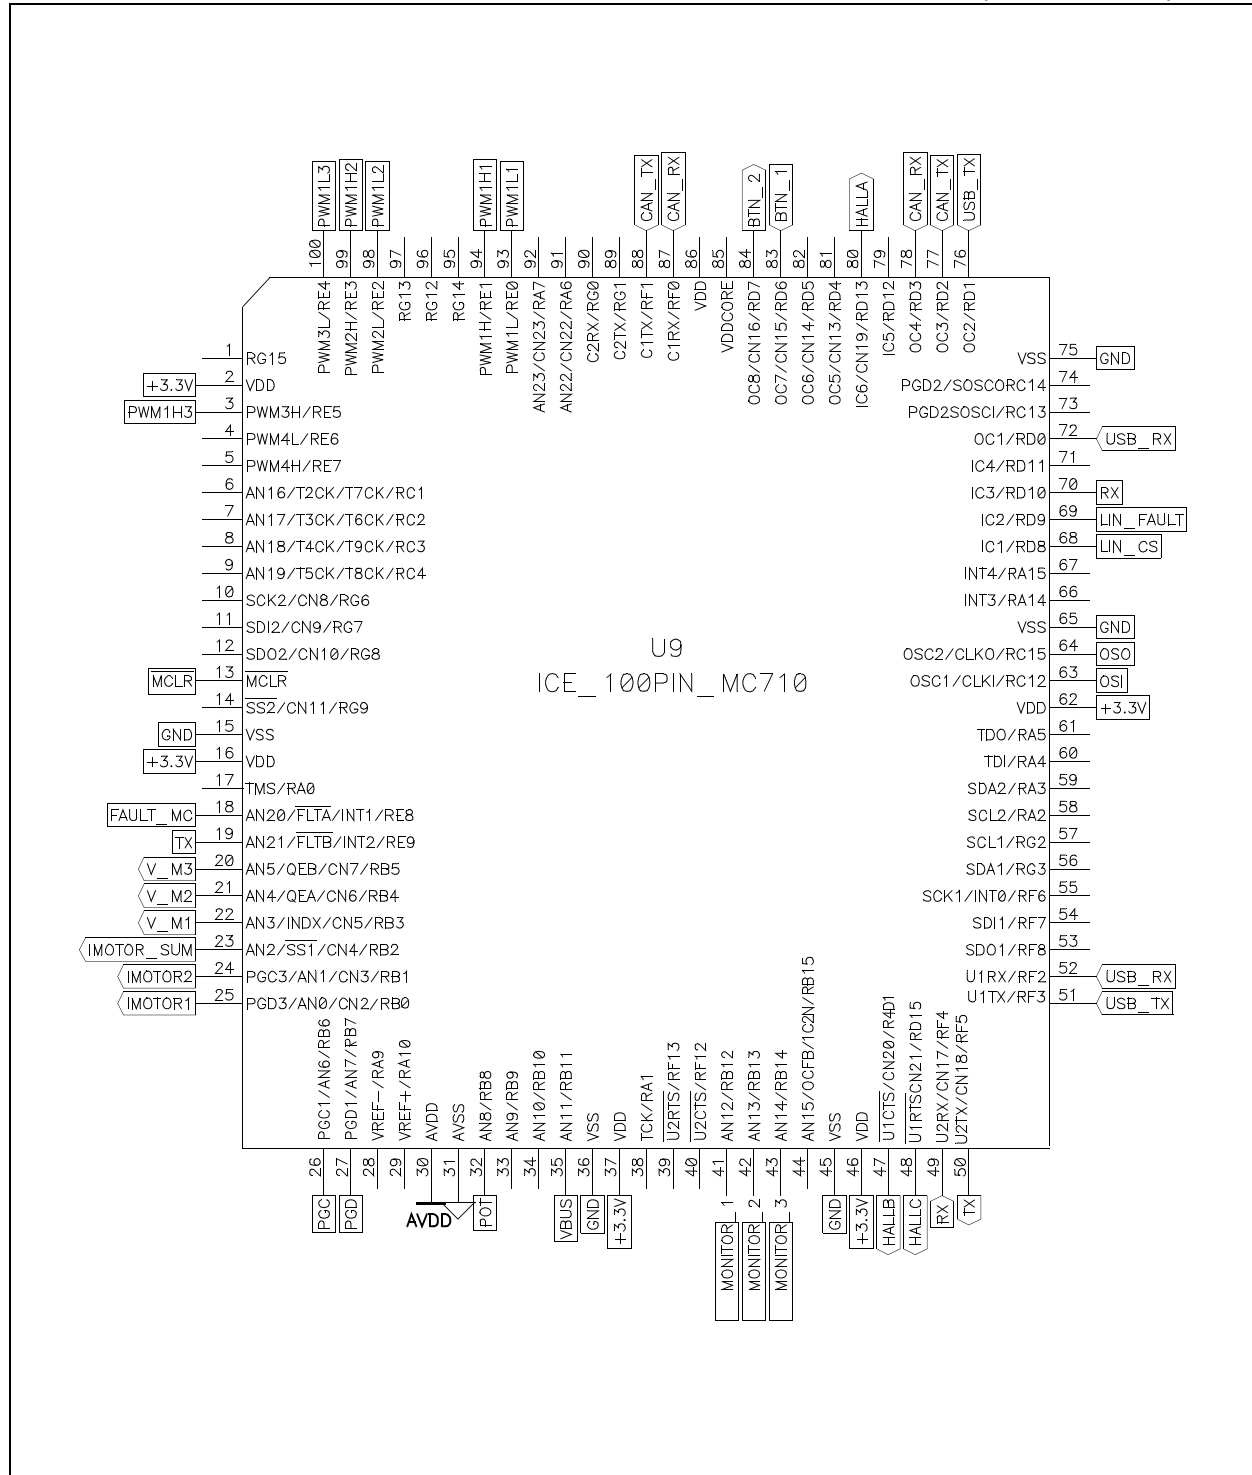 PWM1L3
PWM1H2
PWM1L2
PWM1H1
PWM1L1
CAN_TX
CAN_RX
BTN_2
BTN_1
HALLA
CAN_RX
CAN_TX
USB_TX
100
99
98
97
96
95
94
93
92
91
90
89
88
87
86
85
84
83
82
81
80
79
78
77
76
PWM3L/RE4
PWM2H/RE3
PWM2L/RE2
RG13
RG12
RG14
PWM1H/RE1
PWM1L/RE0
AN23/CN23/RA7
AN22/CN22/RA6
C2RX/RG0
C2TX/RG1
C1TX/RF1
C1RX/RF0
VDD
VDDCORE
OC8/CN16/RD7
OC7/CN15/RD6
OC6/CN14/RD5
OC5/CN13/RD4
IC6/CN19/RD13
IC5/RD12
OC4/RD3
OC3/RD2
OC2/RD1
1 RG15
+3.3V 2 VDD
PWM1H3 3 PWM3H/RE5
4 PWM4L/RE6
5 PWM4H/RE7
6 AN16/T2CK/T7CK/RC1
7 AN17/T3CK/T6CK/RC2
8 AN18/T4CK/T9CK/RC3
9 AN19/T5CK/T8CK/RC4
10 SCK2/CN8/RG6
11 SDI2/CN9/RG7
12 SDO2/CN10/RG8
MCLR 13 MCLR
14 SS2/CN11/RG9
GND 15 VSS
+3.3V 16 VDD
17 TMS/RA0
FAULT_MC 18 AN20/FLTA/INT1/RE8
TX 19 AN21/FLTB/INT2/RE9
V_M3 20 AN5/QEB/CN7/RB5
V_M2 21 AN4/QEA/CN6/RB4
V_M1 22 AN3/INDX/CN5/RB3
IMOTOR_SUM 23 AN2/SS1/CN4/RB2
IMOTOR2 24 PGC3/AN1/CN3/RB1
IMOTOR1 25 PGD3/AN0/CN2/RB0
U9
ICE_100PIN_MC710
VSS 75 GND
PGD2/SOSCORC14 74
PGD2SOSCI/RC13 73
OC1/RD0 72 USB_RX
IC4/RD11 71
IC3/RD10 70 RX
IC2/RD9 69 LIN_FAULT
IC1/RD8 68 LIN_CS
INT4/RA15 67
INT3/RA14 66
VSS 65 GND
OSC2/CLKO/RC15 64 OSO
OSC1/CLKI/RC12 63 OSI
VDD 62 +3.3V
TDO/RA5 61
TDI/RA4 60
SDA2/RA3 59
SCL2/RA2 58
SCL1/RG2 57
SDA1/RG3 56
SCK1/INT0/RF6 55
SDI1/RF7 54
SDO1/RF8 53
U1RX/RF2 52 USB_RX
U1TX/RF3 51 USB_TX
PGC1/AN6/RB6
PGD1/AN7/RB7
VREF-/RA9
VREF+/RA10
AVDD
AVSS
AN8/RB8
AN9/RB9
AN10/RB10
AN11/RB11
VSS
VDD
TCK/RA1
U2RTS/RF13
U2CTS/RF12
AN12/RB12
AN13/RB13
AN14/RB14
AN15/OCFB/1C2N/RB15
VSS
VDD
U1CTS/CN20/R4D1
U1RTSCN21/RD15
U2RX/CN17/RF4
U2TX/CN18/RF5
26
27
28
29
30
31
32
33
34
35
36
37
38
39
40
41
42
43
44
45
46
47
48
49
50
PGC
PGD
AVDD
POT
VBUS
GND
+3.3V
MONITOR_1
MONITOR_2
MONITOR_3
GND
+3.3V
HALLB
HALLC
RX
TX